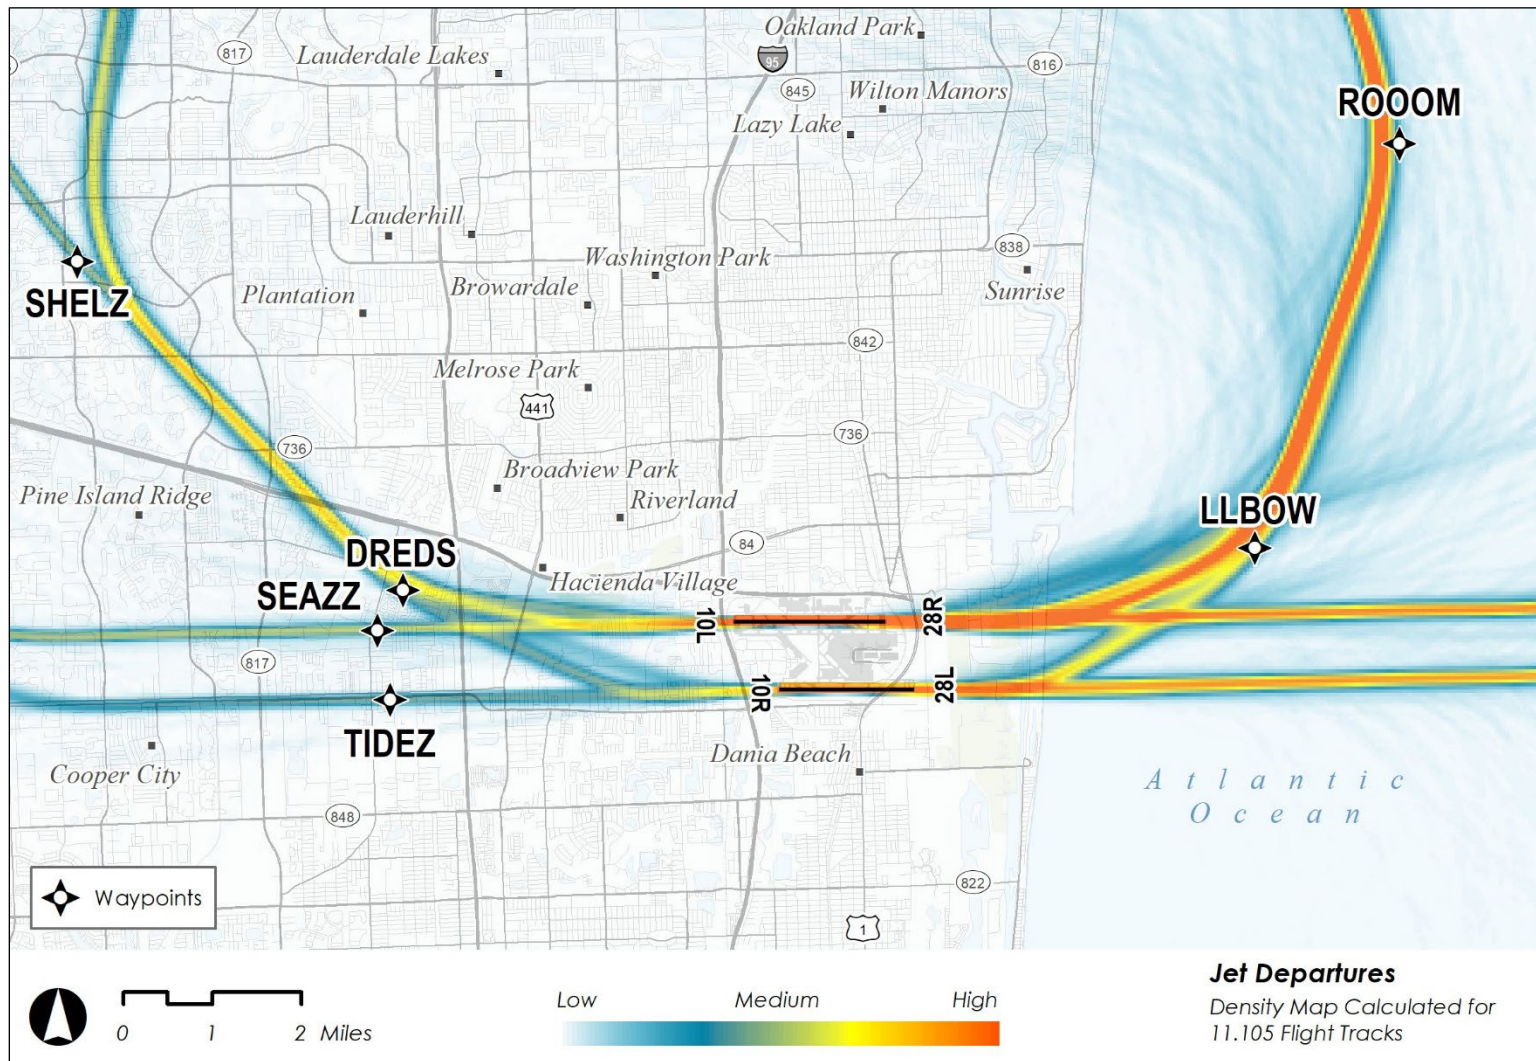 Oakland Park
817
Lauderdale Lakes
95
816
845
Wilton Manors
ROOOM
Lazy Lake
Lauderhill
838
Washington Park
SHELZ
Plantation
Browardale
Sunrise
842
Melrose Park
441
736
736
Broadview Park
Pine Island Ridge
Riverland
LLBOW
84
DREDS
Hacienda Village
SEAZZ
10L
28R
817
10R
28L
TIDEZ
Dania Beach
Cooper City
Atlantic
Ocean
848
822
Waypoints
1
Jet Departures
Density Map Calculated for
11.105 Flight Tracks
Low Medium High
0 1 2 Miles